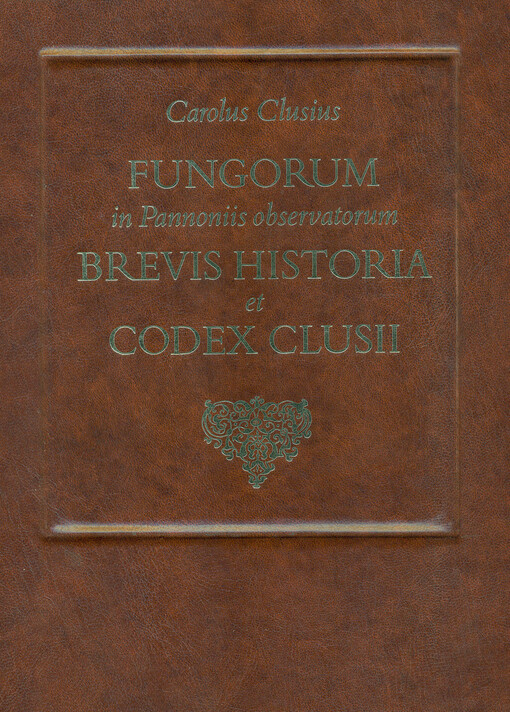 Carolus Clusius
FUNGORUM
in Pannoniis observatorum
BREVIS HISTORIA
et
CODEX CLUSII